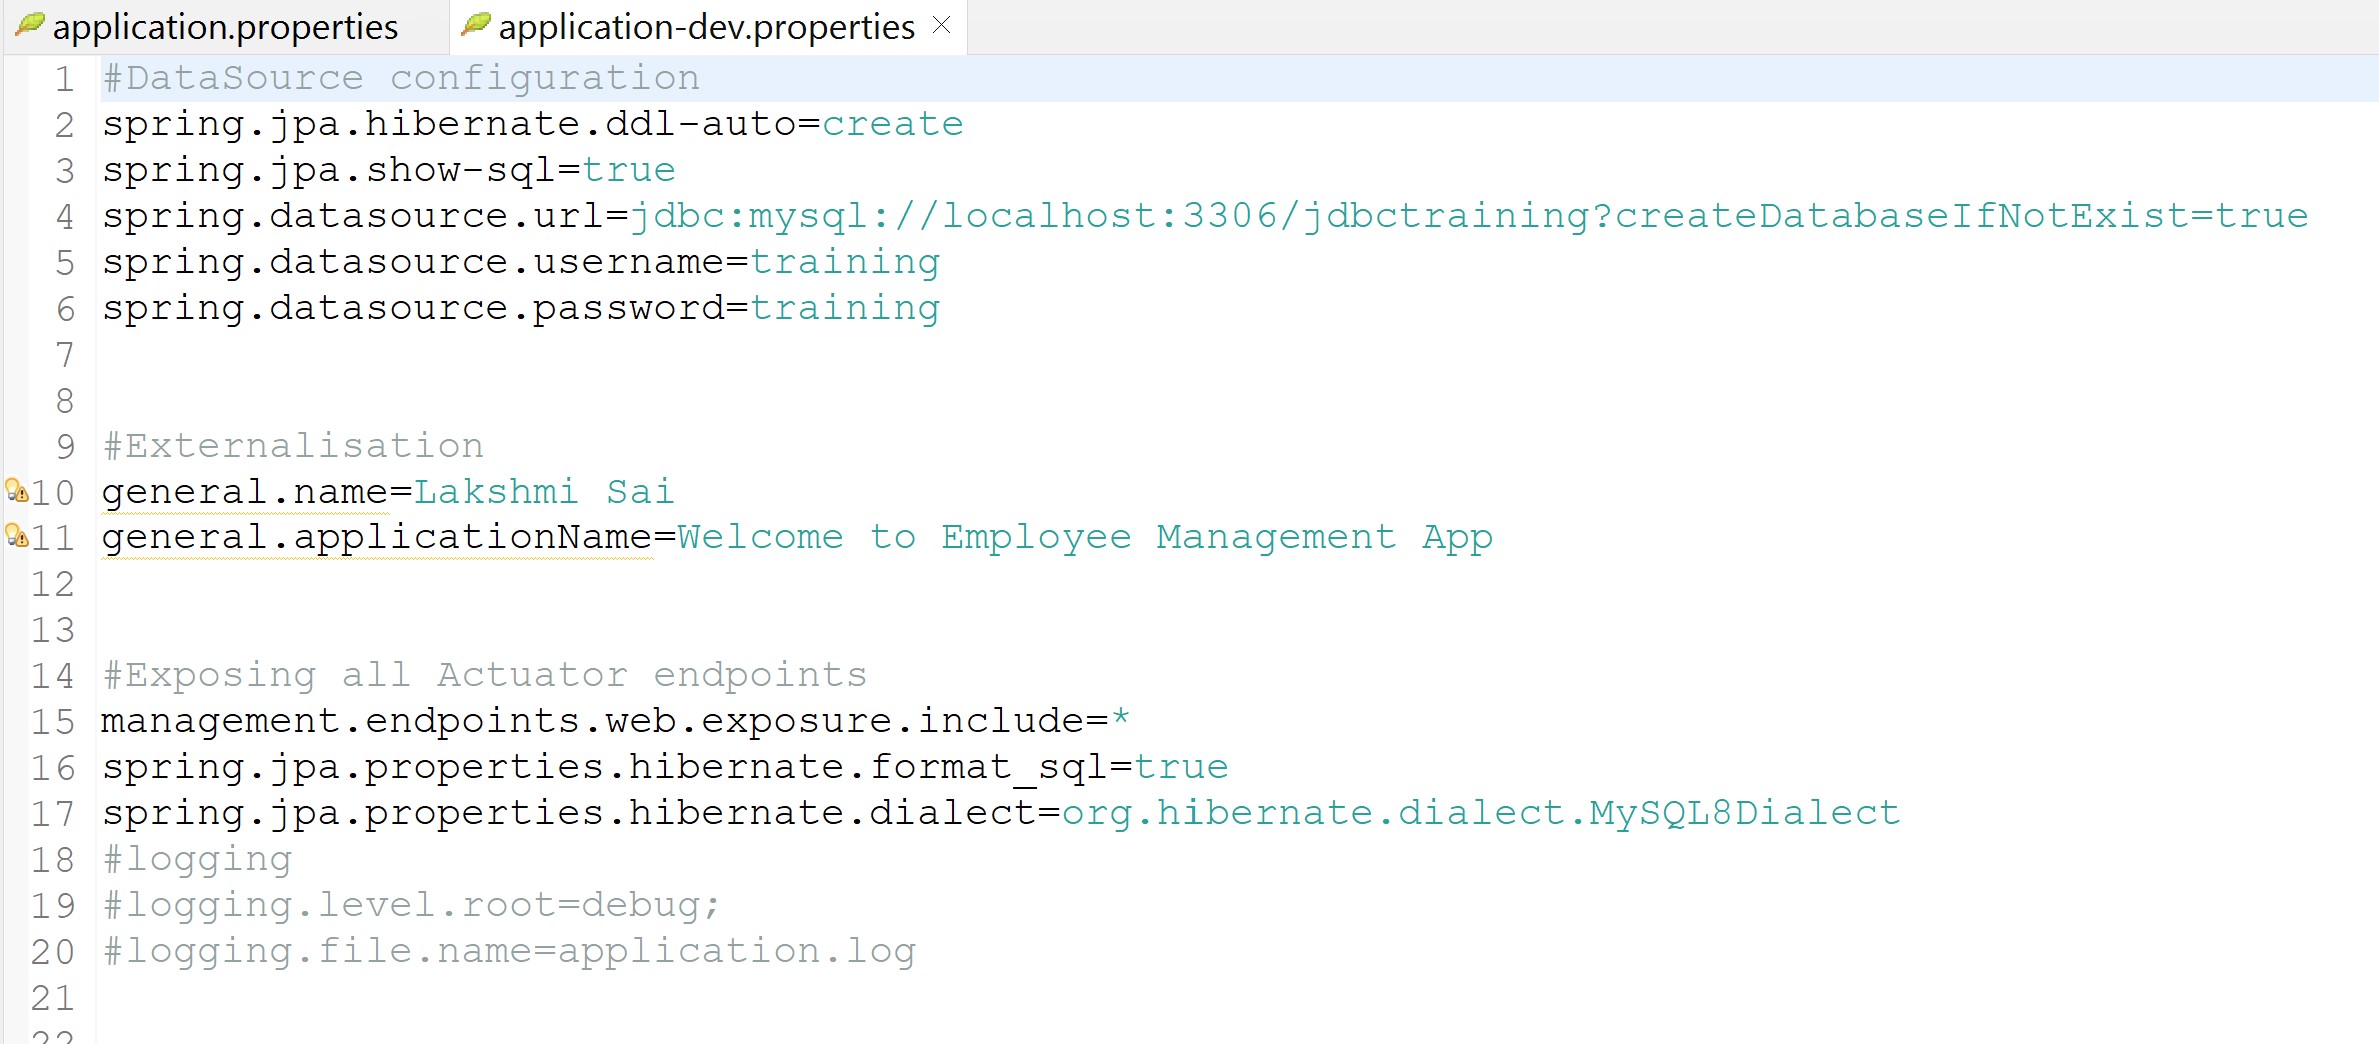 application.properties application-dev.properties
1 #DataSource configuration
2 spring.jpa.hibernate.ddl-auto=create
3 spring.jpa.show-sql=true
4 spring.datasource.url=jdbc:mysql://localhost:3306/jdbctraining?createDatabaseIfNotExist=true
5 spring.datasource.username=training
6 spring.datasource.password=training
7
8
9 #Externalisation
10 general.name=Lakshmi Sai
11 general.applicationName=Welcome to Employee Management App
12
13
14 #Exposing all Actuator endpoints
15 management.endpoints.web.exposure.include=*
16 spring.jpa.properties.hibernate.format_sql=true
17 spring.jpa.properties.hibernate.dialect=org.hibernate.dialect.MySQL8Dialect
18 #logging
19 #logging.level.root=debug;
20 #logging.file.name=application.log
21
22